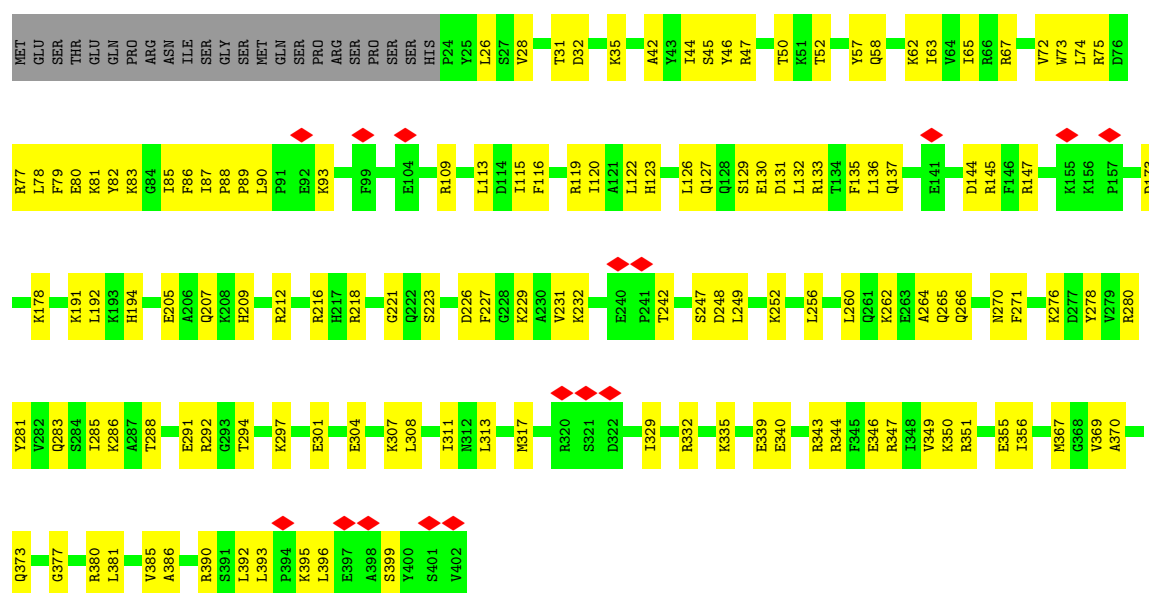 MET GLU SER THR GLU GLN PRO ARG ASN ILE SER GLY SER MET GLN SER PRO ARG SER PRO SER SER HIS P24 Y25 L26 S27 V28 T31 D32 K35 A42 Y43 I44 S45 Y46 R47 T50 K51 T52 Y57 Q58 K62 I63 V64 I65 R66 R67 V72 W73 L74 R75 D76
R77 L78 F79 E80 K81 Y82 K83 G84 I85 F86 I87 P88 P89 L90 P91 E92 K93 F99 E104 R109 L113 D114 I115 F116 R119 I120 A121 L122 H123 L126 Q127 Q128 S129 E130 D131 L132 R133 T134 F135 L136 Q137 E141 D144 R145 F146 R147 K155 K156 P157
K178 K191 L192 K193 H194 E205 A206 Q207 K208 H209 R212 R216 H217 R218 G221 Q222 S223 D226 F227 G228 K229 A230 V231 K232 E240 P241 T242 S247 D248 L249 K252 L256 L260 Q261 K262 E263 A264 Q265 Q266 N270 F271 K276 D277 Y278 V279 R280
Y281 V282 Q283 S284 I285 K286 A287 T288 E291 R292 G293 T294 K297 E301 E304 K307 L308 I311 N312 L313 M317 R320 S321 D322 I329 R332 K335 E339 E340 R343 R344 F345 E346 R347 I348 V349 K350 R351 E355 I356 M367 G368 V369 A370
Q373 G377 R380 L381 V385 A386 R390 S391 L392 L393 P394 K395 L396 E397 A398 S399 Y400 S401 V402